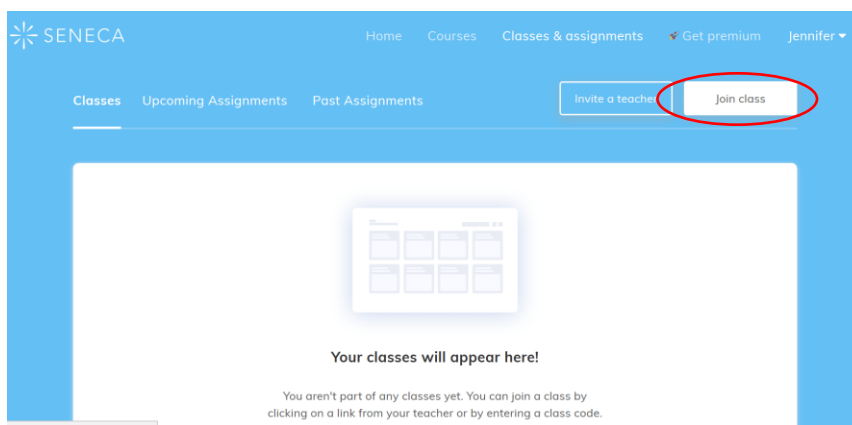 SENECA
Home Courses Classes & assignments Get premium Jennifer
Classes Upcoming Assignments Past Assignments Invite a teacher Join class
Your classes will appear here!
You aren't part of any classes yet. You can join a class by
clicking on a link from your teacher or by entering a class code.